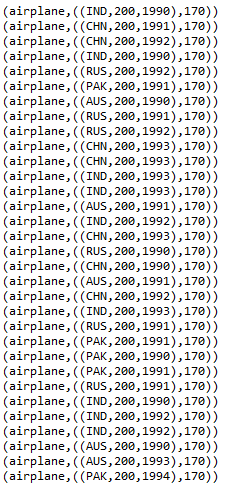 (airplane,((IND,200,1990),170))
(airplane,((CHN,200,1991),170))
(airplane,((CHN,200,1992),170))
(airplane,((IND,200,1990),170))
(airplane,((RUS,200,1992),170))
(airplane,((PAK,200,1991),170))
(airplane,((AUS,200,1990),170))
(airplane,((RUS,200,1991),170))
(airplane,((RUS,200,1992),170))
(airplane,((CHN,200,1993),170))
(airplane,((CHN,200,1993),170))
(airplane,((IND,200,1993),170))
(airplane,((IND,200,1993),170))
(airplane,((AUS,200,1991),170))
(airplane,((IND,200,1992),170))
(airplane,((CHN,200,1993),170))
(airplane,((RUS,200,1990),170))
(airplane,((CHN,200,1990),170))
(airplane,((AUS,200,1991),170))
(airplane,((CHN,200,1992),170))
(airplane,((IND,200,1993),170))
(airplane,((RUS,200,1991),170))
(airplane,((PAK,200,1991),170))
(airplane,((PAK,200,1990),170))
(airplane,((PAK,200,1991),170))
(airplane,((RUS,200,1991),170))
(airplane,((IND,200,1990),170))
(airplane,((IND,200,1992),170))
(airplane,((IND,200,1992),170))
(airplane,((AUS,200,1990),170))
(airplane,((AUS,200,1993),170))
(airplane,((PAK,200,1994),170))